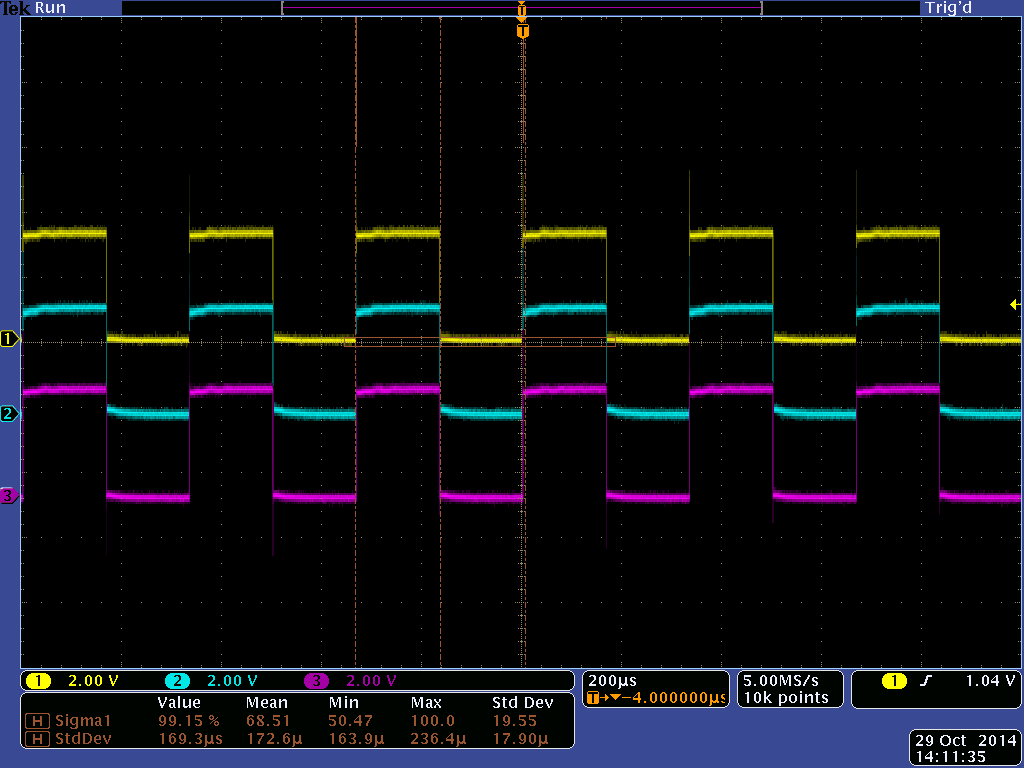 Tek Run Trig'd
T
T
1
2
3
1 2.00 V 2 2.00 V 3 2.00 V
200µs
T→▼−4.000000µs
5.00MS/s
10k points
1 ƒ 1.04 V
Value Mean Min Max Std Dev
H Sigma1 99.15 % 68.51 50.47 100.0 19.55
H StdDev 169.3µs 172.6µ 163.9µ 236.4µ 17.90µ
29 Oct 2014
14:11:35